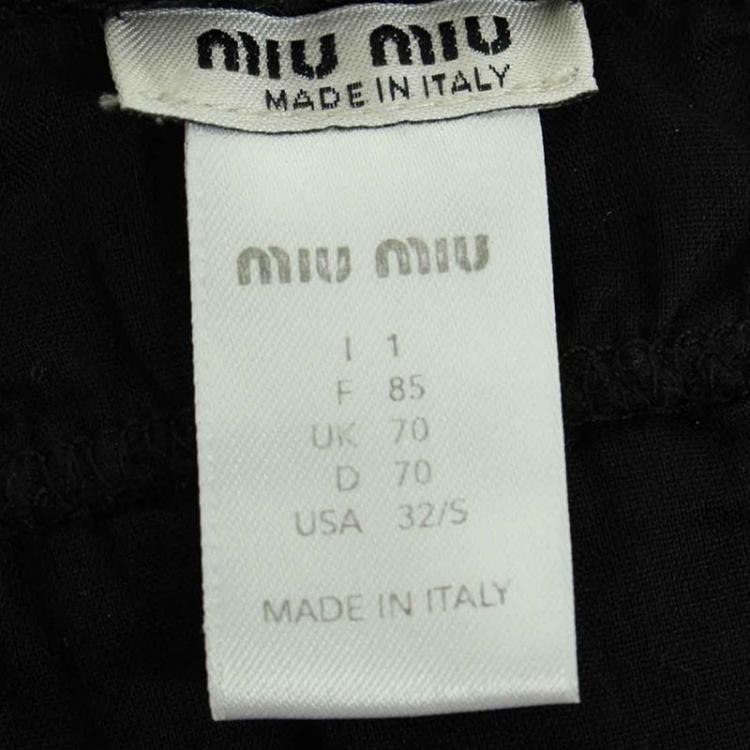 MIU MIU
MADE IN ITALY
MIU MIU
I 1
F 85
UK 70
D 70
USA 32/S
MADE IN ITALY